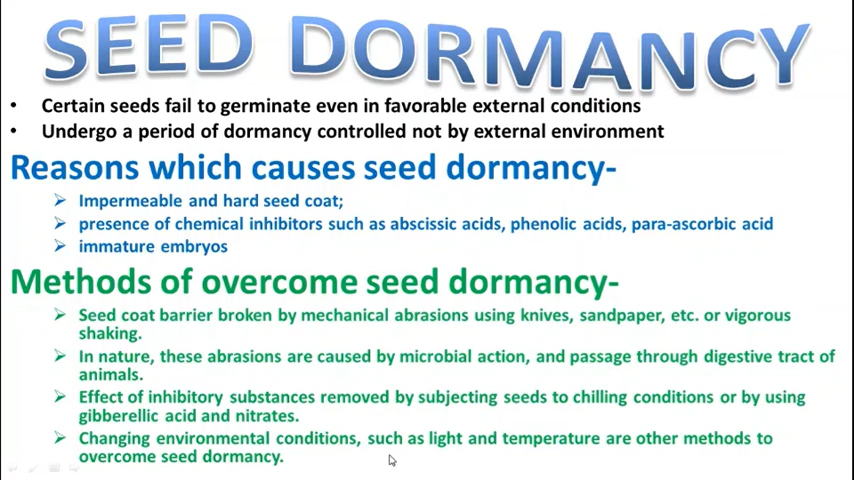 SEED DORMANCY
• Certain seeds fail to germinate even in favorable external conditions
• Undergo a period of dormancy controlled not by external environment
Reasons which causes seed dormancy-
➢ Impermeable and hard seed coat;
➢ presence of chemical inhibitors such as abscissic acids, phenolic acids, para-ascorbic acid
➢ immature embryos
Methods of overcome seed dormancy-
➢ Seed coat barrier broken by mechanical abrasions using knives, sandpaper, etc. or vigorous
shaking.
➢ In nature, these abrasions are caused by microbial action, and passage through digestive tract of
animals.
➢ Effect of inhibitory substances removed by subjecting seeds to chilling conditions or by using
gibberellic acid and nitrates.
➢ Changing environmental conditions, such as light and temperature are other methods to
overcome seed dormancy.